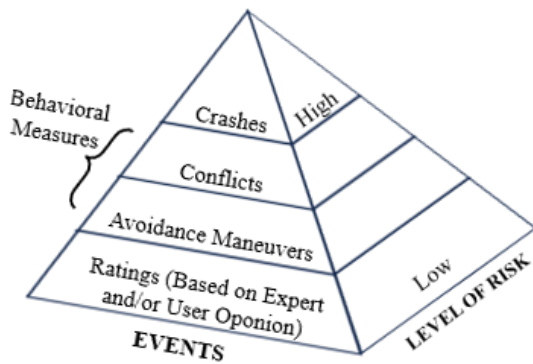 Behavioral
Measures
Crashes
High
Conflicts
Avoidance Maneuvers
Ratings (Based on Expert
and/or User Oponion)
Low
EVENTS
LEVEL OF RISK